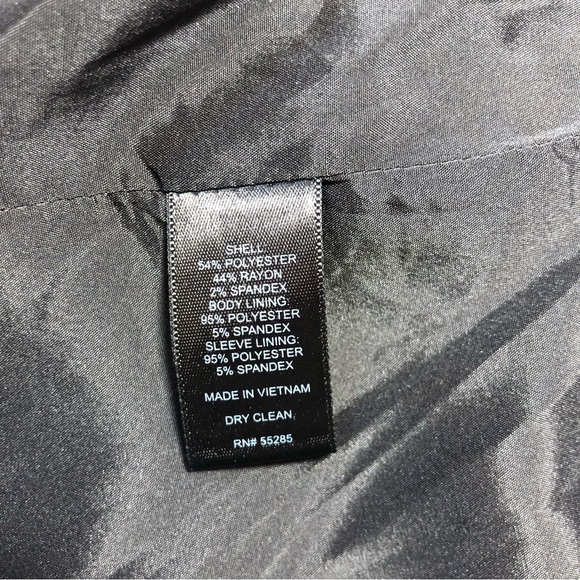 SHELL:
54% POLYESTER
44% RAYON
2% SPANDEX
BODY LINING:
95% POLYESTER
5% SPANDEX
SLEEVE LINING:
95% POLYESTER
5% SPANDEX
MADE IN VIETNAM
DRY CLEAN
RN# 55285